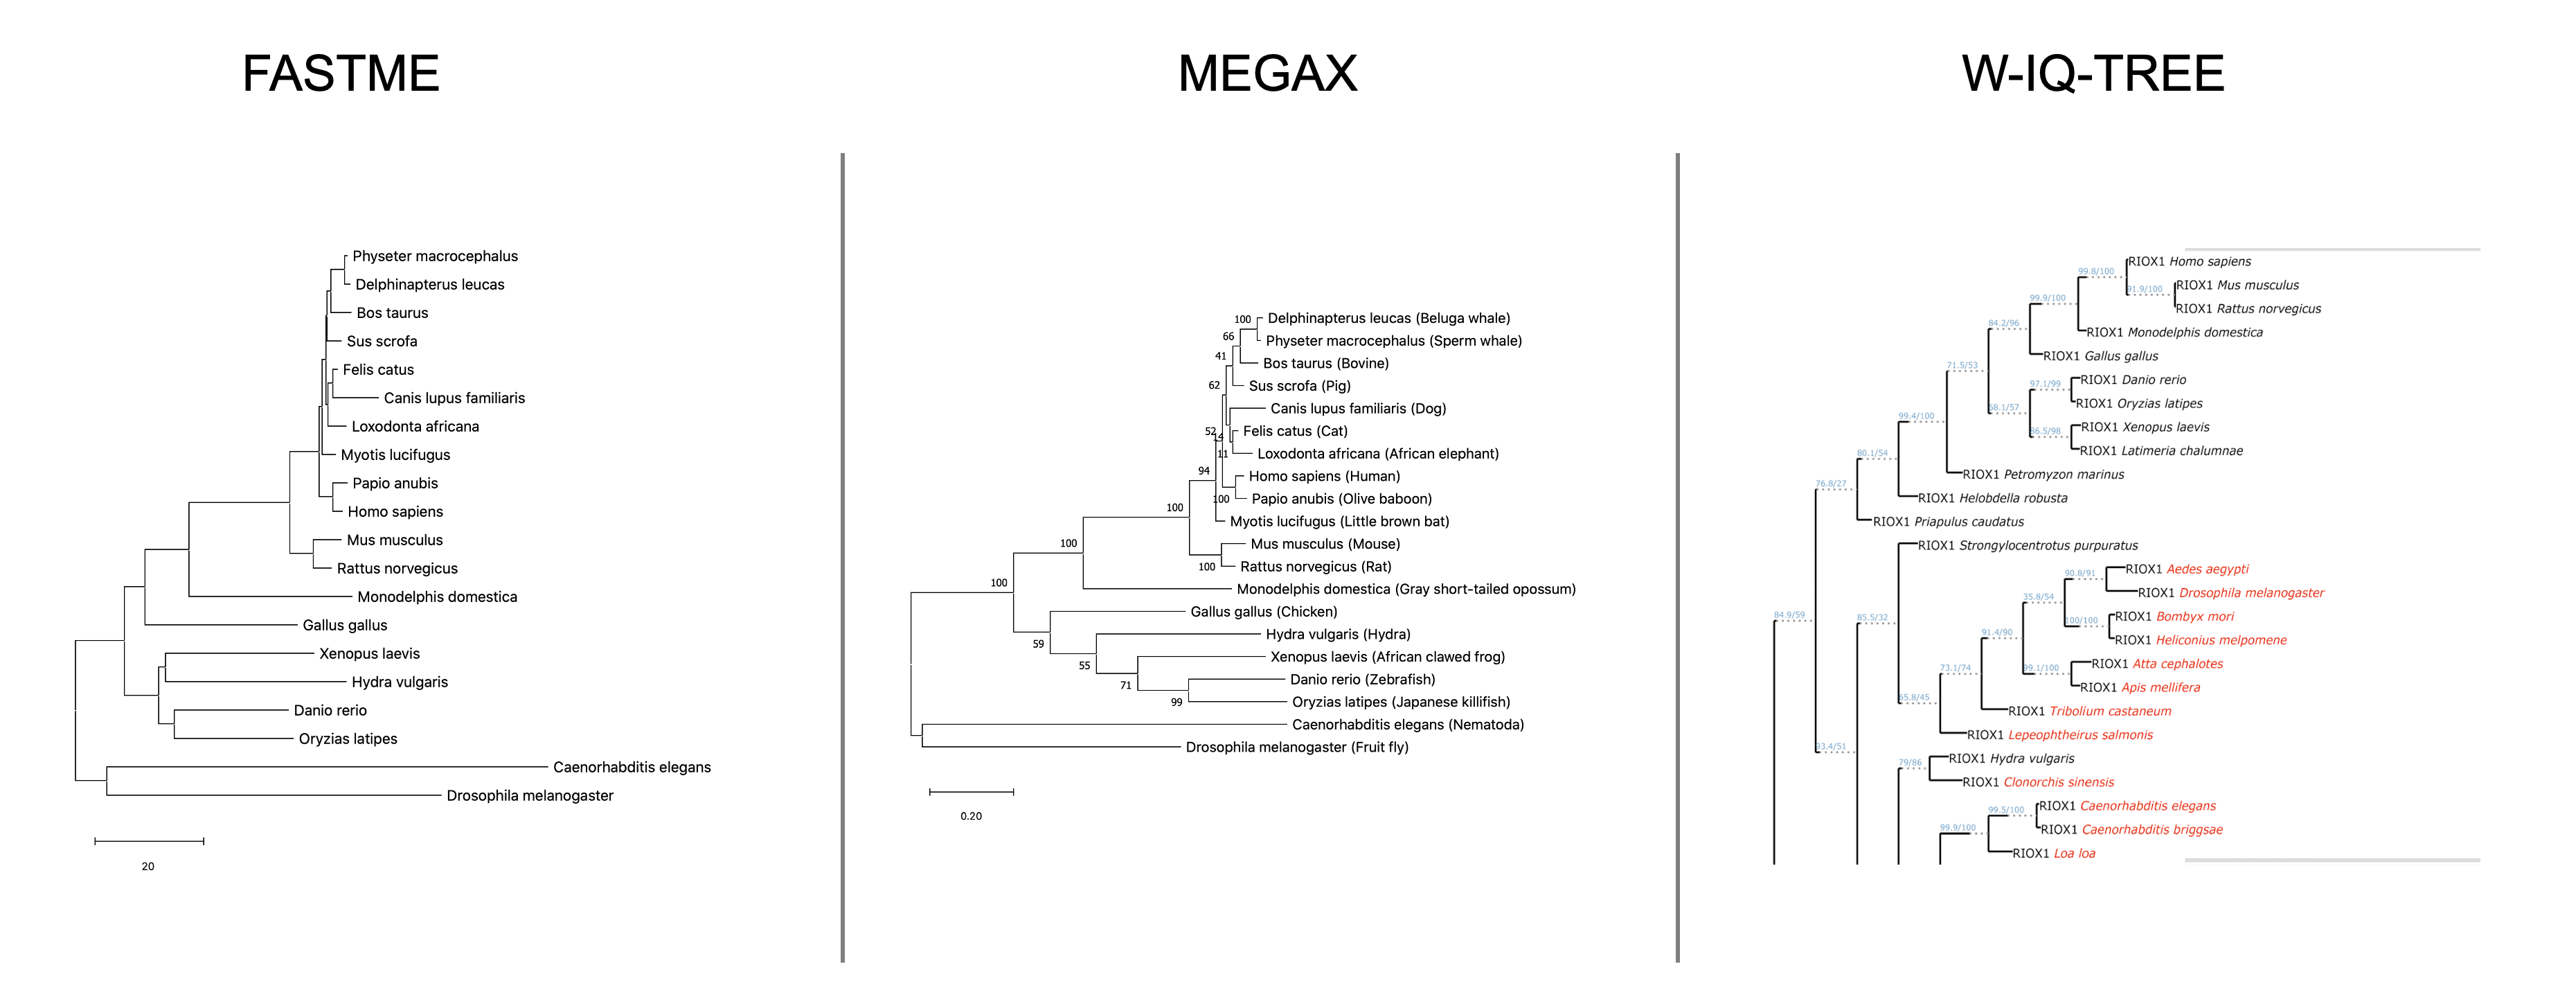 FASTME
Physeter macrocephalus
Delphinapterus leucas
Bos taurus
Sus scrofa
Felis catus
Canis lupus familiaris
Loxodonta africana
Myotis lucifugus
Papio anubis
Homo sapiens
Mus musculus
Rattus norvegicus
Monodelphis domestica
Gallus gallus
Xenopus laevis
Hydra vulgaris
Danio rerio
Oryzias latipes
Caenorhabditis elegans
Drosophila melanogaster
20
MEGAX
100 Delphinapterus leucas (Beluga whale)
66 Physeter macrocephalus (Sperm whale)
41 Bos taurus (Bovine)
62 Sus scrofa (Pig)
Canis lupus familiaris (Dog)
52 14 Felis catus (Cat)
11 Loxodonta africana (African elephant)
94 Homo sapiens (Human)
100 Papio anubis (Olive baboon)
100 Myotis lucifugus (Little brown bat)
100 Mus musculus (Mouse)
100 Rattus norvegicus (Rat)
100 Monodelphis domestica (Gray short-tailed opossum)
Gallus gallus (Chicken)
59 Hydra vulgaris (Hydra)
55 Xenopus laevis (African clawed frog)
71 Danio rerio (Zebrafish)
99 Oryzias latipes (Japanese killifish)
Caenorhabditis elegans (Nematoda)
Drosophila melanogaster (Fruit fly)
0.20
W-IQ-TREE
RIOX1 Homo sapiens
99.8/100
RIOX1 Mus musculus
91.9/100
99.9/100
RIOX1 Rattus norvegicus
84.2/96
RIOX1 Monodelphis domestica
RIOX1 Gallus gallus
71.5/53
RIOX1 Danio rerio
97.1/99
RIOX1 Oryzias latipes
68.1/57
99.4/100
RIOX1 Xenopus laevis
86.5/98
RIOX1 Latimeria chalumnae
80.1/54
RIOX1 Petromyzon marinus
76.8/27
RIOX1 Helobdella robusta
RIOX1 Priapulus caudatus
RIOX1 Strongylocentrotus purpuratus
RIOX1 Aedes aegypti
90.8/91
RIOX1 Drosophila melanogaster
35.8/54
84.9/59
85.5/32
RIOX1 Bombyx mori
100/100
91.4/90
RIOX1 Heliconius melpomene
RIOX1 Atta cephalotes
73.1/74
99.1/100
RIOX1 Apis mellifera
65.8/45
RIOX1 Tribolium castaneum
RIOX1 Lepeophtheirus salmonis
93.4/51
RIOX1 Hydra vulgaris
79/86
RIOX1 Clonorchis sinensis
RIOX1 Caenorhabditis elegans
99.5/100
RIOX1 Caenorhabditis briggsae
99.9/100
RIOX1 Loa loa